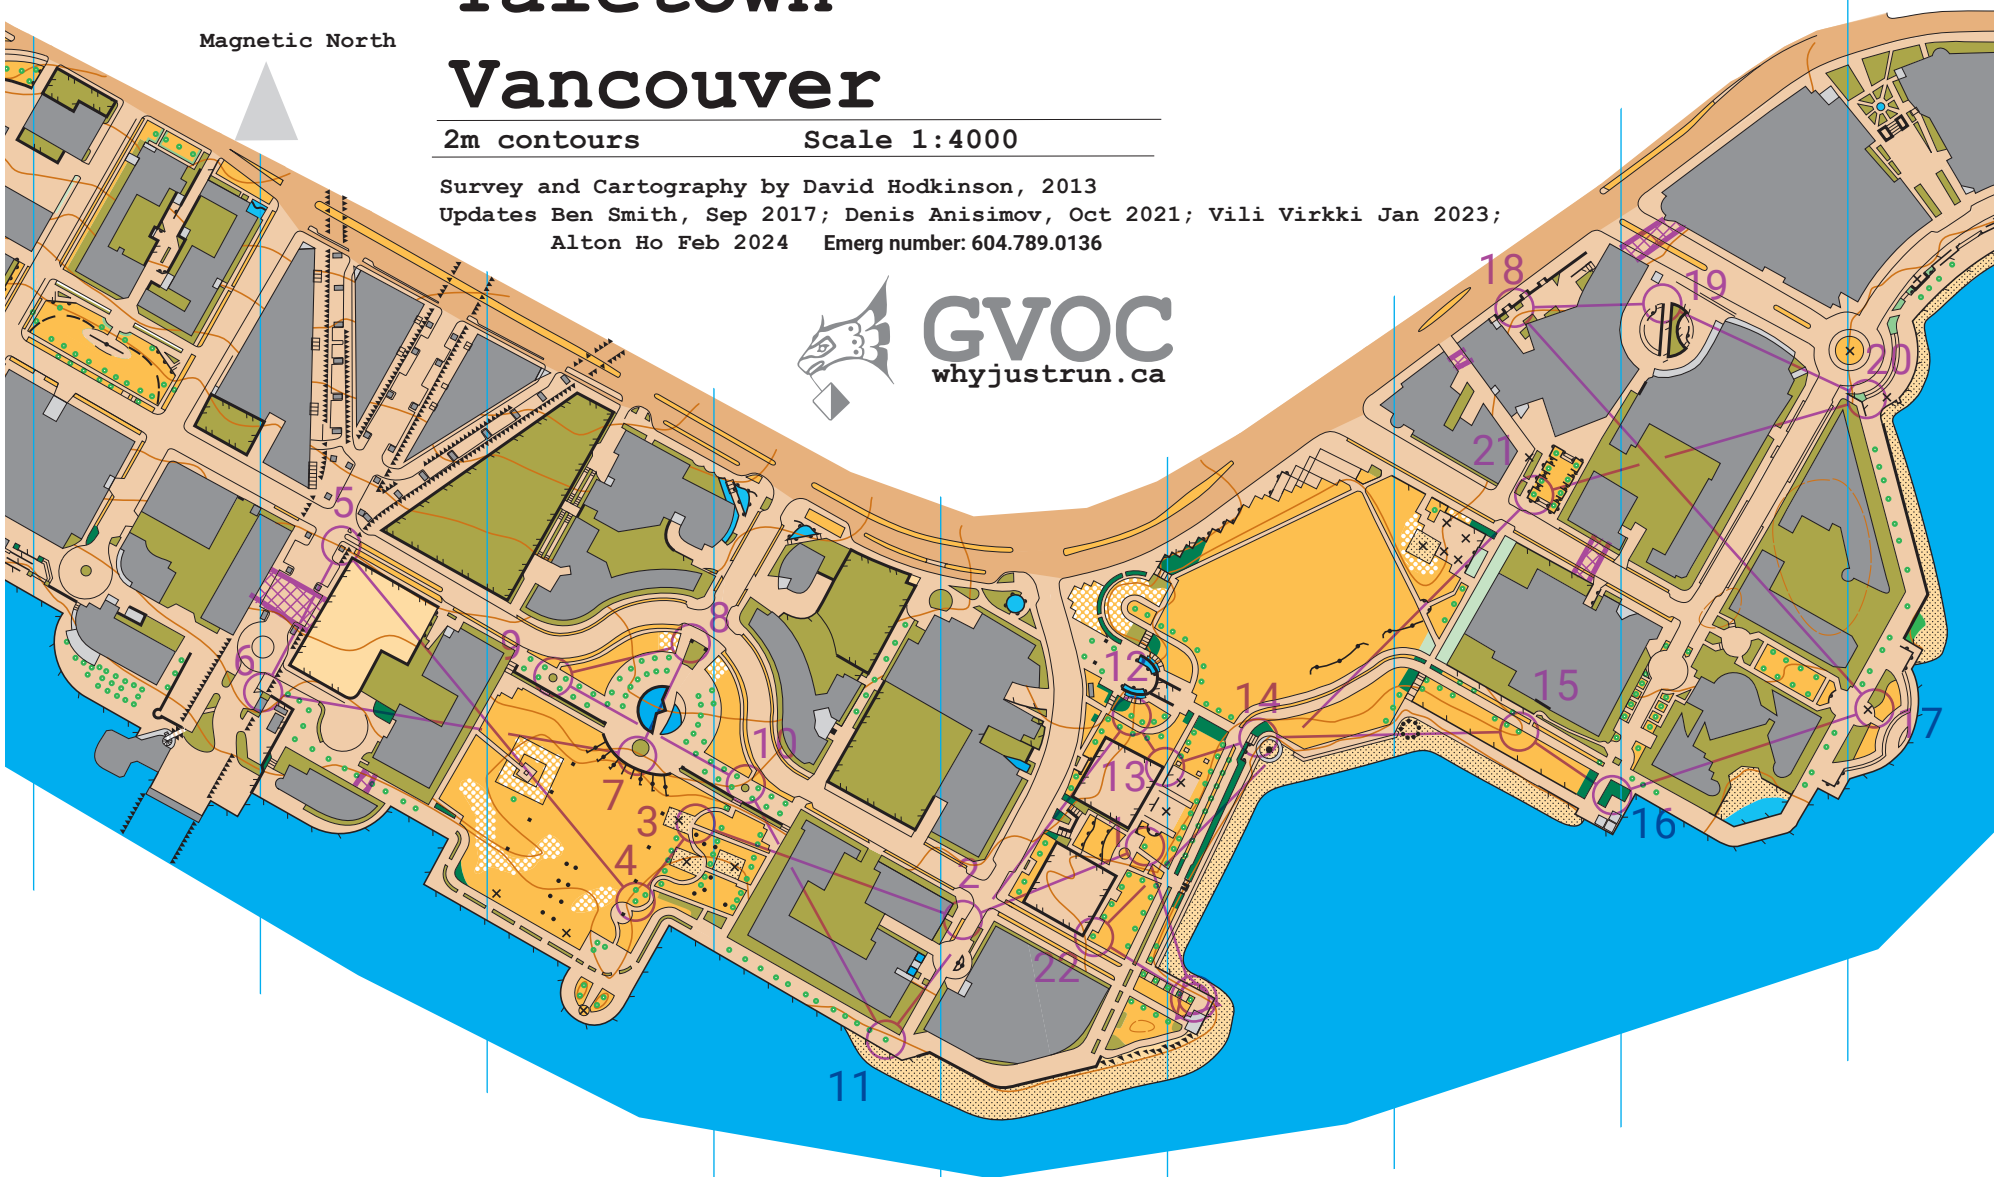 Yaletown
Magnetic North
Vancouver
2m contours Scale 1:4000
Survey and Cartography by David Hodkinson, 2013
Updates Ben Smith, Sep 2017; Denis Anisimov, Oct 2021; Vili Virkki Jan 2023;
Alton Ho Feb 2024 Emerg number: 604.789.0136
GVOC
whyjustrun.ca
18
19
20
21
5
8
9
6
12
14
15
10
7
13
17
3
16
4
1
2
22
11